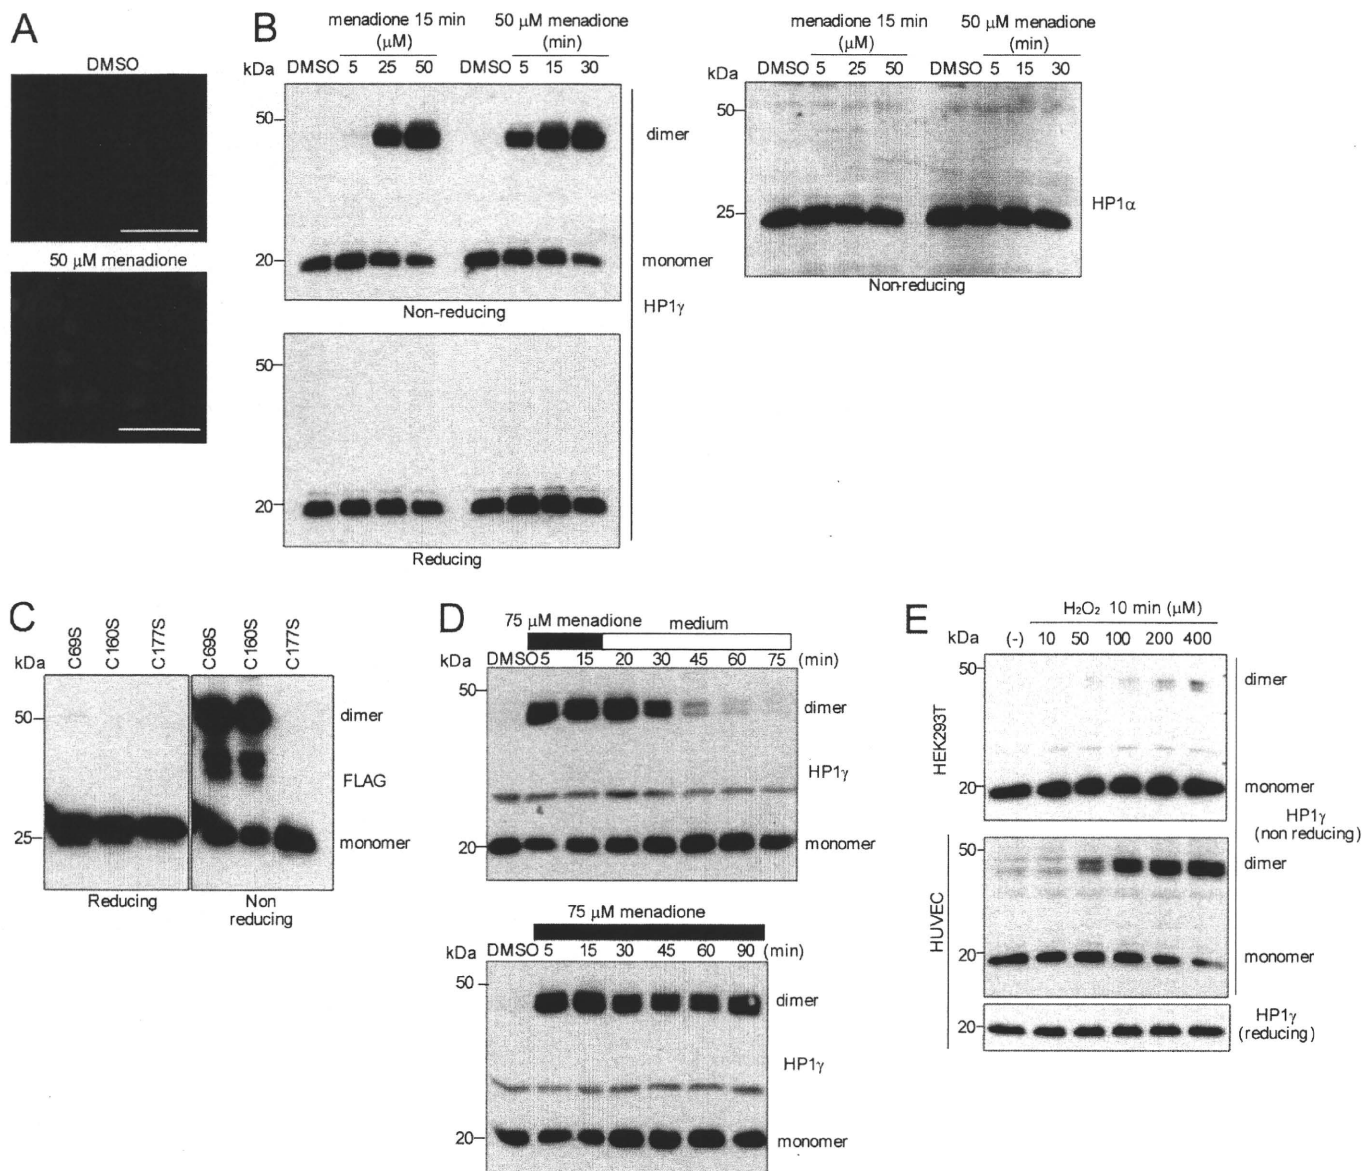 A
DMSO
50 μM menadione
B
menadione 15 min
(μM)
50 μM menadione
(min)
kDa DMSO 5 25 50 DMSO 5 15 30
50
dimer
20
monomer
Non-reducing
HP1γ
50
20
Reducing
menadione 15 min
(μM)
50 μM menadione
(min)
kDa DMSO 5 25 50 DMSO 5 15 30
50
25
HP1α
Non-reducing
C
kDa C69S C160S C177S C69S C160S C177S
50
dimer
FLAG
25
monomer
Reducing
Non
reducing
D
75 μM menadione medium
DMSO 5 15 20 30 45 60 75 (min)
kDa
50
dimer
HP1γ
20
monomer
75 μM menadione
kDa DMSO 5 15 30 45 60 90 (min)
50
dimer
HP1γ
20
monomer
E
H₂O₂ 10 min (μM)
kDa (-) 10 50 100 200 400
50
dimer
HEK293T
20
monomer
HP1γ
(non reducing)
50
dimer
HUVEC
20
monomer
20
HP1γ
(reducing)